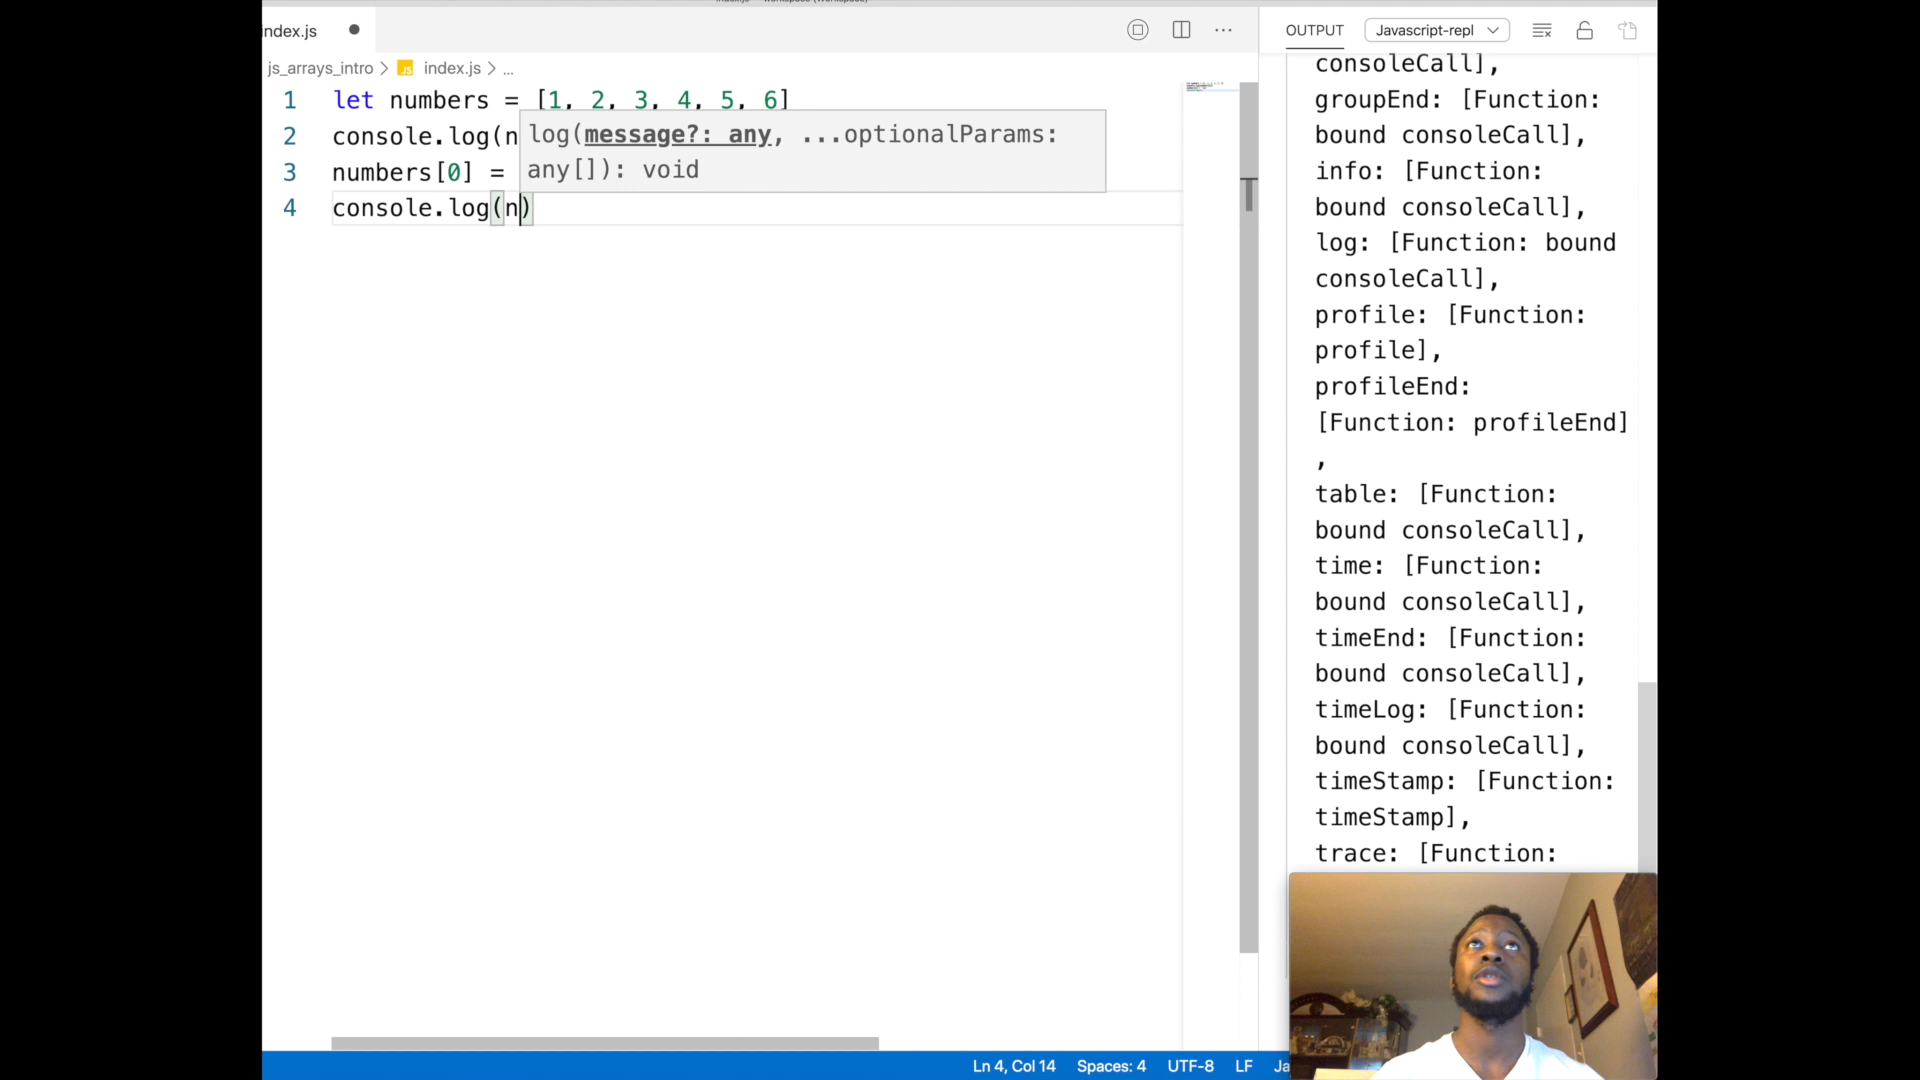 index.js
OUTPUT
Javascript-repl
js_arrays_intro > JS index.js > ...
1 let numbers = [1, 2, 3, 4, 5, 6]
2 console.log(n
3 numbers[0] =
4 console.log(n)
log(message?: any, ...optionalParams:
any[]): void
consoleCall],
groupEnd: [Function:
bound consoleCall],
info: [Function:
bound consoleCall],
log: [Function: bound
consoleCall],
profile: [Function:
profile],
profileEnd:
[Function: profileEnd]
,
table: [Function:
bound consoleCall],
time: [Function:
bound consoleCall],
timeEnd: [Function:
bound consoleCall],
timeLog: [Function:
bound consoleCall],
timeStamp: [Function:
timeStamp],
trace: [Function:
Ln 4, Col 14 Spaces: 4 UTF-8 LF Ja